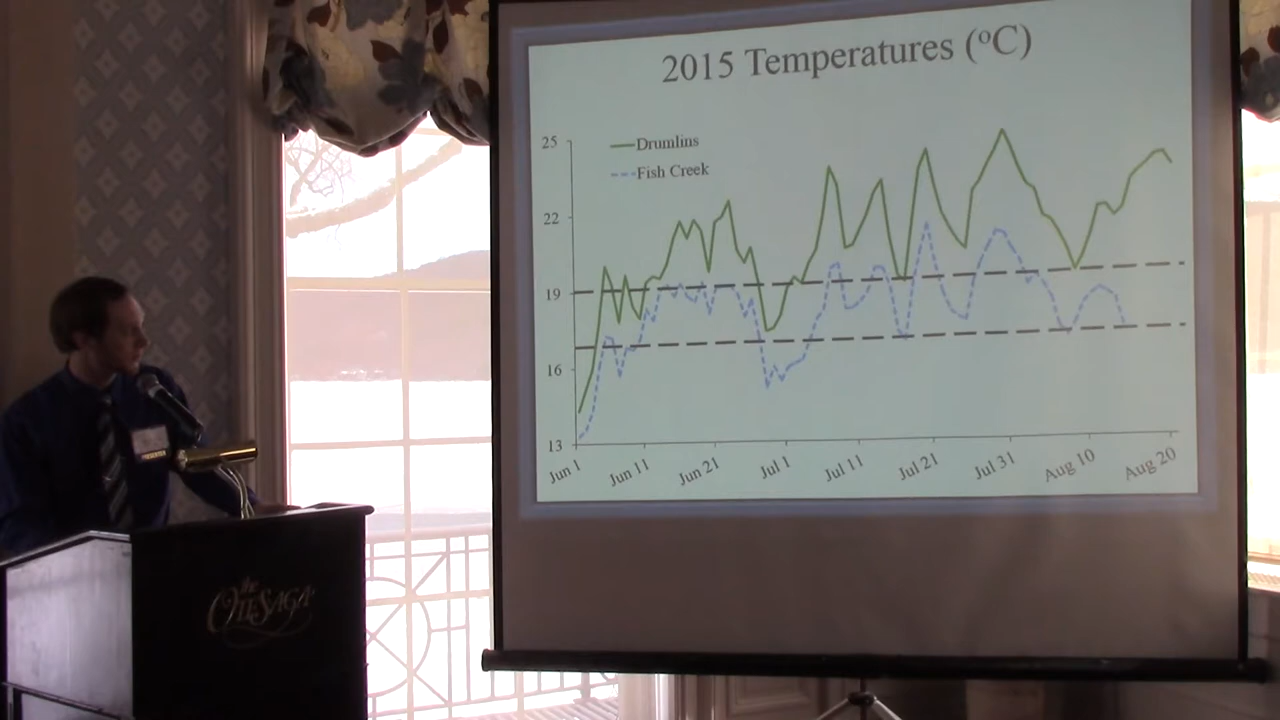 2015 Temperatures (°C)
25
Drumlins
Fish Creek
22
19
16
13
Jun 1
Jun 11
Jun 21
Jul 1
Jul 11
Jul 21
Jul 31
Aug 10
Aug 20
PRESENTER
the
OTESAGA